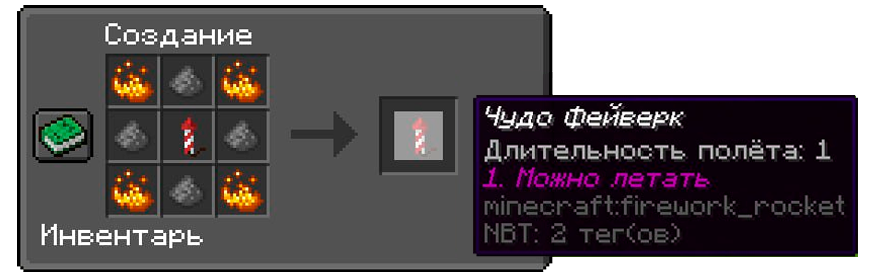 Создание
Инвентарь
Чудо Фейверк
Длительность полёта: 1
1. Можно летать
minecraft:firework_rocket
NBT: 2 тег(ов)